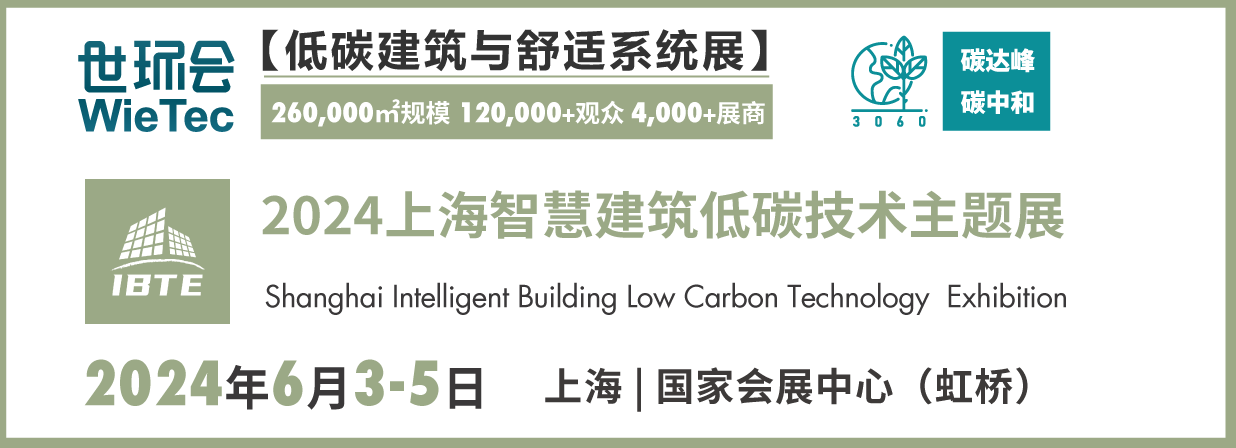 世环会【低碳建筑与舒适系统展】
WieTec
260,000㎡规模 120,000+观众 4,000+展商
3060
碳达峰
碳中和
IBTE
2024上海智慧建筑低碳技术主题展
Shanghai Intelligent Building Low Carbon Technology Exhibition
2024年6月3-5日 上海 | 国家会展中心（虹桥）